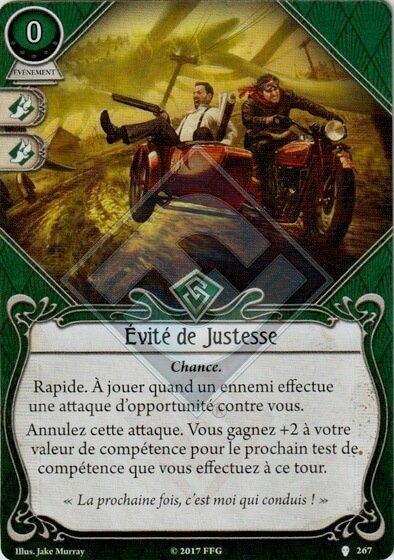 0
ÉVÉNEMENT
Évité de Justesse
Chance.
Rapide. À jouer quand un ennemi effectue
une attaque d'opportunité contre vous.
Annulez cette attaque. Vous gagnez +2 à votre
valeur de compétence pour le prochain test de
compétence que vous effectuez à ce tour.
« La prochaine fois, c'est moi qui conduis ! »
Illus. Jake Murray © 2017 FFG 267